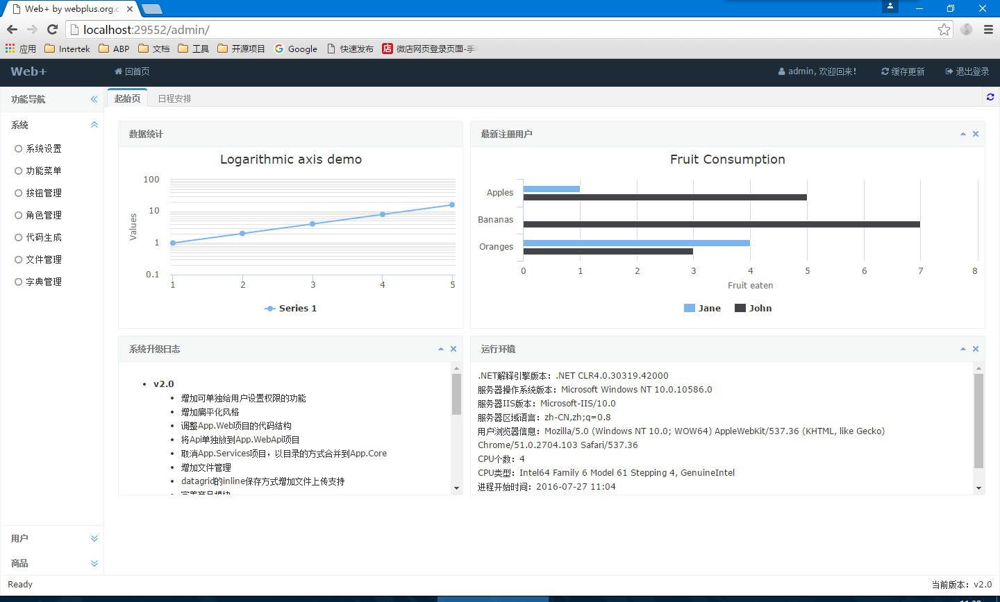 Web+ by webplus.org.c
localhost:29552/admin/
应用 Intertek ABP 文档 工具 开源项目 Google 快速发布 微店网页登录页面-手
Web+ 回首页 admin, 欢迎回来! 缓存更新 退出登录
功能导航
起始页 日程安排
系统
系统设置
功能菜单
按钮管理
角色管理
代码生成
文件管理
字典管理
用户
商品
数据统计
Logarithmic axis demo
Values
100
10
1
0.1
1 2 3 4 5
Series 1
最新注册用户
Fruit Consumption
Apples
Bananas
Oranges
0 1 2 3 4 5 6 7 8
Fruit eaten
Jane John
系统升级日志
v2.0
增加可单独给用户设置权限的功能
增加扁平化风格
调整App.Web项目的代码结构
将Api单独放到App.WebApi项目
取消App.Services项目，以目录的方式合并到App.Core
增加文件管理
datagrid的inline保存方式增加文件上传支持
运行环境
.NET解释引擎版本：.NET CLR4.0.30319.42000
服务器操作系统版本：Microsoft Windows NT 10.0.10586.0
服务器IIS版本：Microsoft-IIS/10.0
服务器区域语言：zh-CN,zh;q=0.8
用户浏览器信息：Mozilla/5.0 (Windows NT 10.0; WOW64) AppleWebKit/537.36 (KHTML, like Gecko)
Chrome/51.0.2704.103 Safari/537.36
CPU个数：4
CPU类型：Intel64 Family 6 Model 61 Stepping 4, GenuineIntel
进程开始时间：2016-07-27 11:04
Ready 当前版本：v2.0